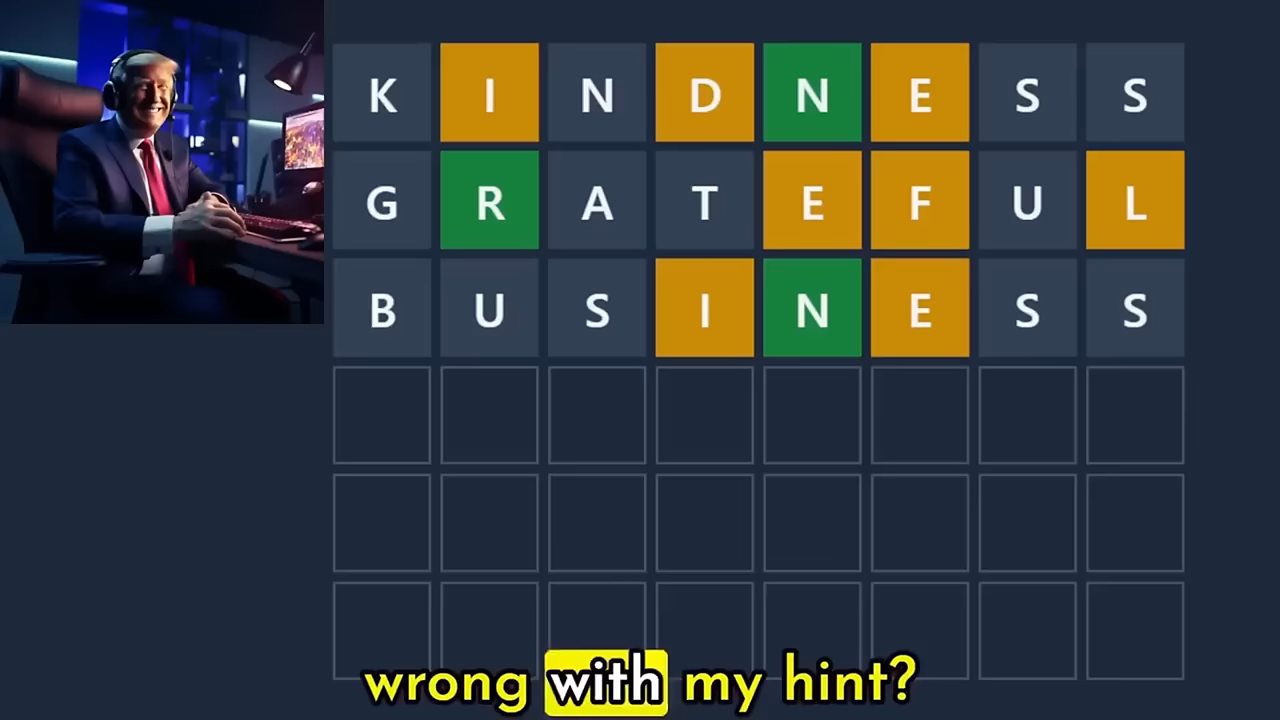 K I N D N E S S
G R A T E F U L
B U S I N E S S
wrong with my hint?